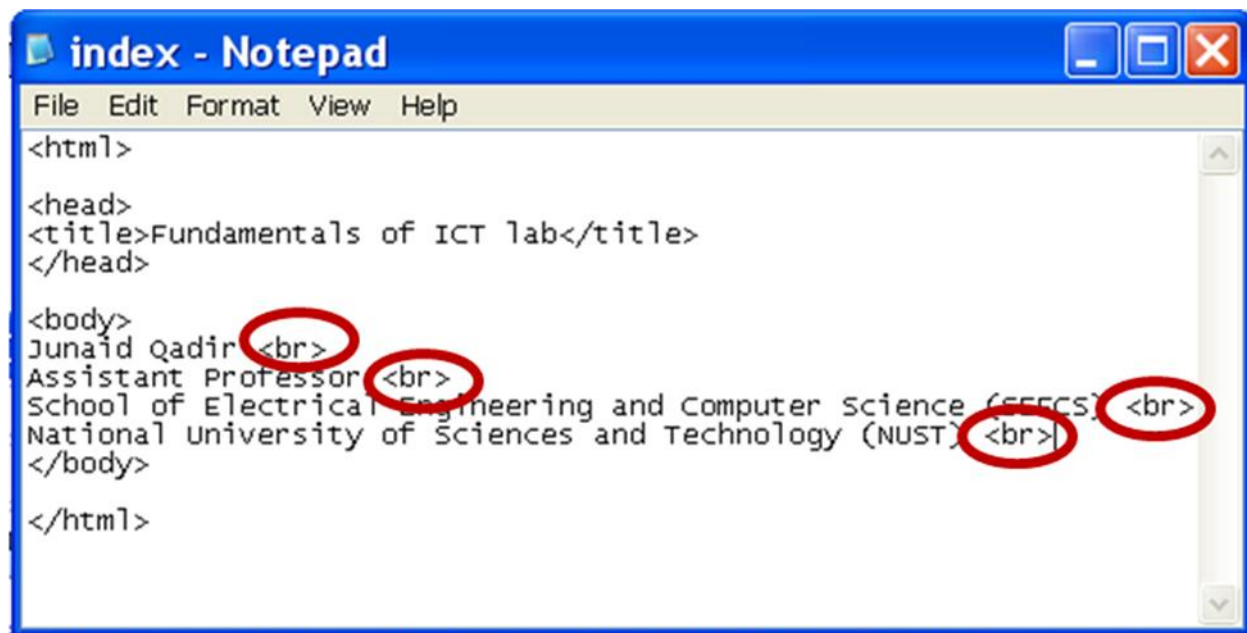 index - Notepad
File Edit Format View Help
<html>
<head>
<title>Fundamentals of ICT lab</title>
</head>
<body>
Junaid Qadir <br>
Assistant Professor <br>
School of Electrical Engineering and Computer Science (SEECS) <br>
National University of Sciences and Technology (NUST) <br>
</body>
</html>